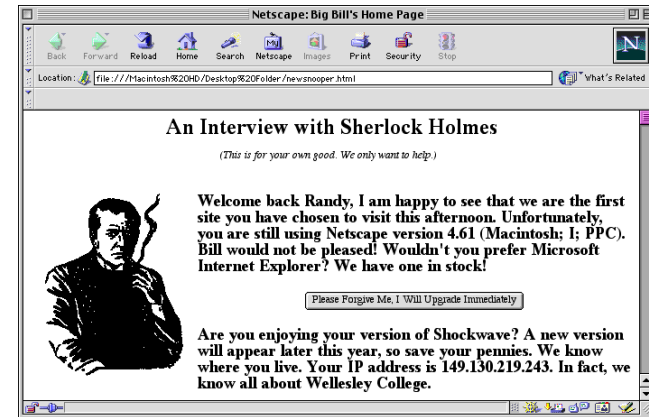 Netscape: Big Bill's Home Page
Back Forward Reload Home Search Netscape Images Print Security Stop
Location: file:///Macintosh%20HD/Desktop%20Folder/newsnooper.html What's Related
An Interview with Sherlock Holmes
(This is for your own good. We only want to help.)
Welcome back Randy, I am happy to see that we are the first
site you have chosen to visit this afternoon. Unfortunately,
you are still using Netscape version 4.61 (Macintosh; I; PPC).
Bill would not be pleased! Wouldn't you prefer Microsoft
Internet Explorer? We have one in stock!
Please Forgive Me, I Will Upgrade Immediately
Are you enjoying your version of Shockwave? A new version
will appear later this year, so save your pennies. We know
where you live. Your IP address is 149.130.219.243. In fact, we
know all about Wellesley College.